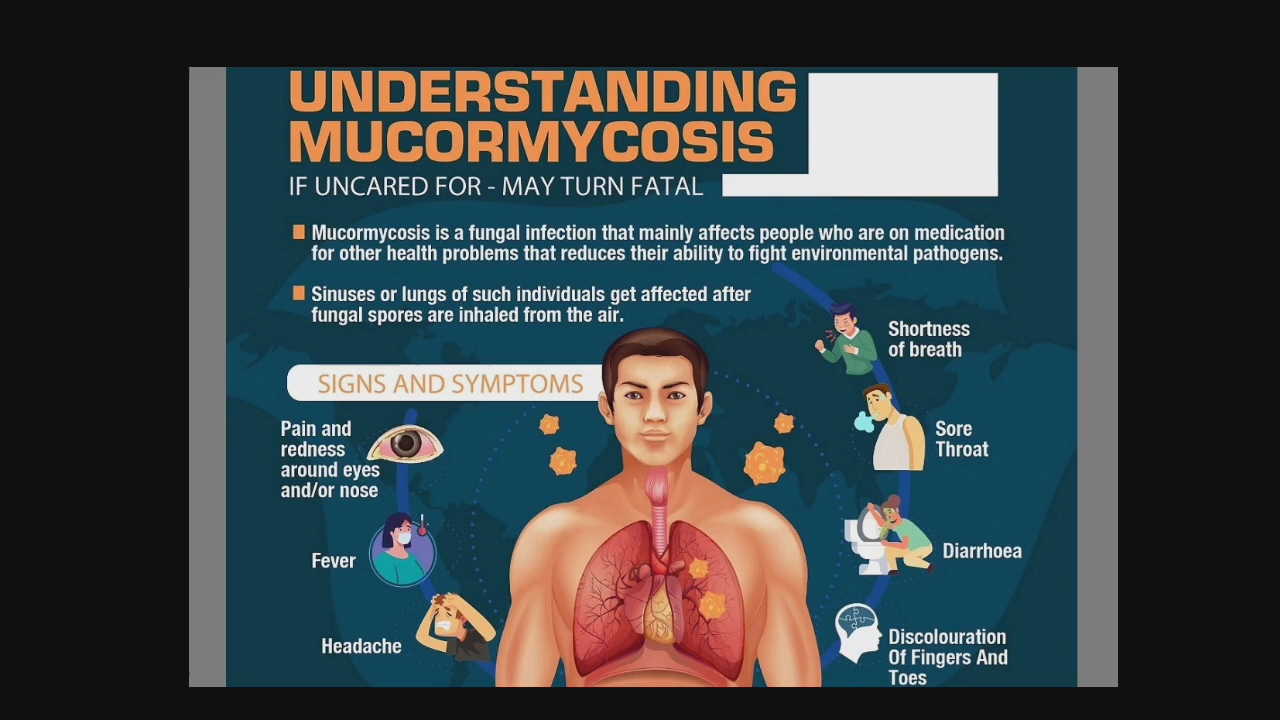 UNDERSTANDING
MUCORMYCOSIS
IF UNCARED FOR - MAY TURN FATAL
Mucormycosis is a fungal infection that mainly affects people who are on medication
for other health problems that reduces their ability to fight environmental pathogens.
Sinuses or lungs of such individuals get affected after
fungal spores are inhaled from the air.
SIGNS AND SYMPTOMS
Pain and
redness
around eyes
and/or nose
Fever
Headache
Shortness
of breath
Sore
Throat
Diarrhoea
Discolouration
Of Fingers And
Toes